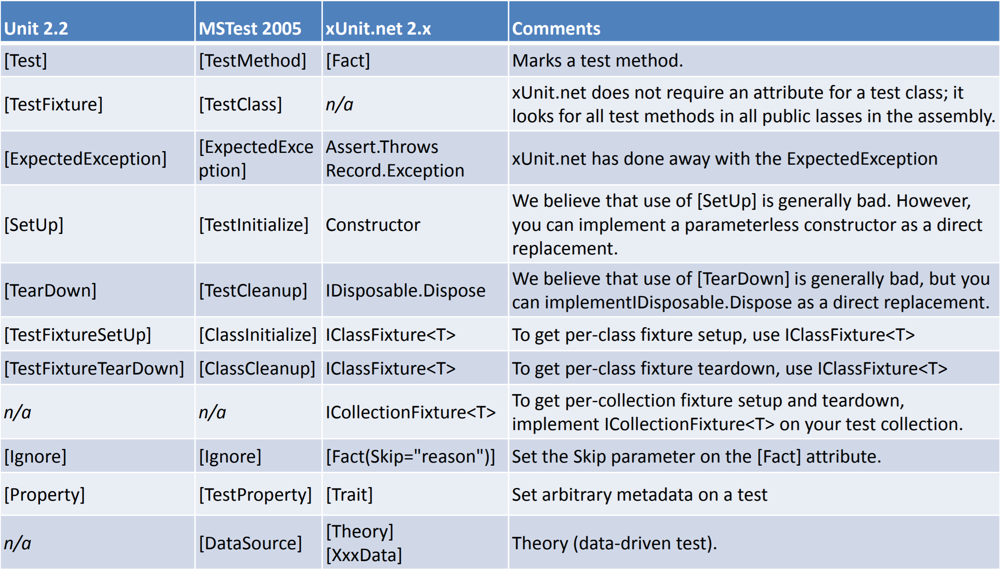 Unit 2.2 MSTest 2005 xUnit.net 2.x Comments
[Test] [TestMethod] [Fact] Marks a test method.
[TestFixture] [TestClass] n/a xUnit.net does not require an attribute for a test class; it
looks for all test methods in all public lasses in the assembly.
[ExpectedException] [ExpectedExce
ption] Assert.Throws
Record.Exception xUnit.net has done away with the ExpectedException
[SetUp] [TestInitialize] Constructor We believe that use of [SetUp] is generally bad. However,
you can implement a parameterless constructor as a direct
replacement.
[TearDown] [TestCleanup] IDisposable.Dispose We believe that use of [TearDown] is generally bad, but you
can implementIDisposable.Dispose as a direct replacement.
[TestFixtureSetUp] [ClassInitialize] IClassFixture<T> To get per-class fixture setup, use IClassFixture<T>
[TestFixtureTearDown] [ClassCleanup] IClassFixture<T> To get per-class fixture teardown, use IClassFixture<T>
n/a n/a ICollectionFixture<T> To get per-collection fixture setup and teardown,
implement ICollectionFixture<T> on your test collection.
[Ignore] [Ignore] [Fact(Skip="reason")] Set the Skip parameter on the [Fact] attribute.
[Property] [TestProperty] [Trait] Set arbitrary metadata on a test
n/a [DataSource] [Theory]
[XxxData] Theory (data-driven test).